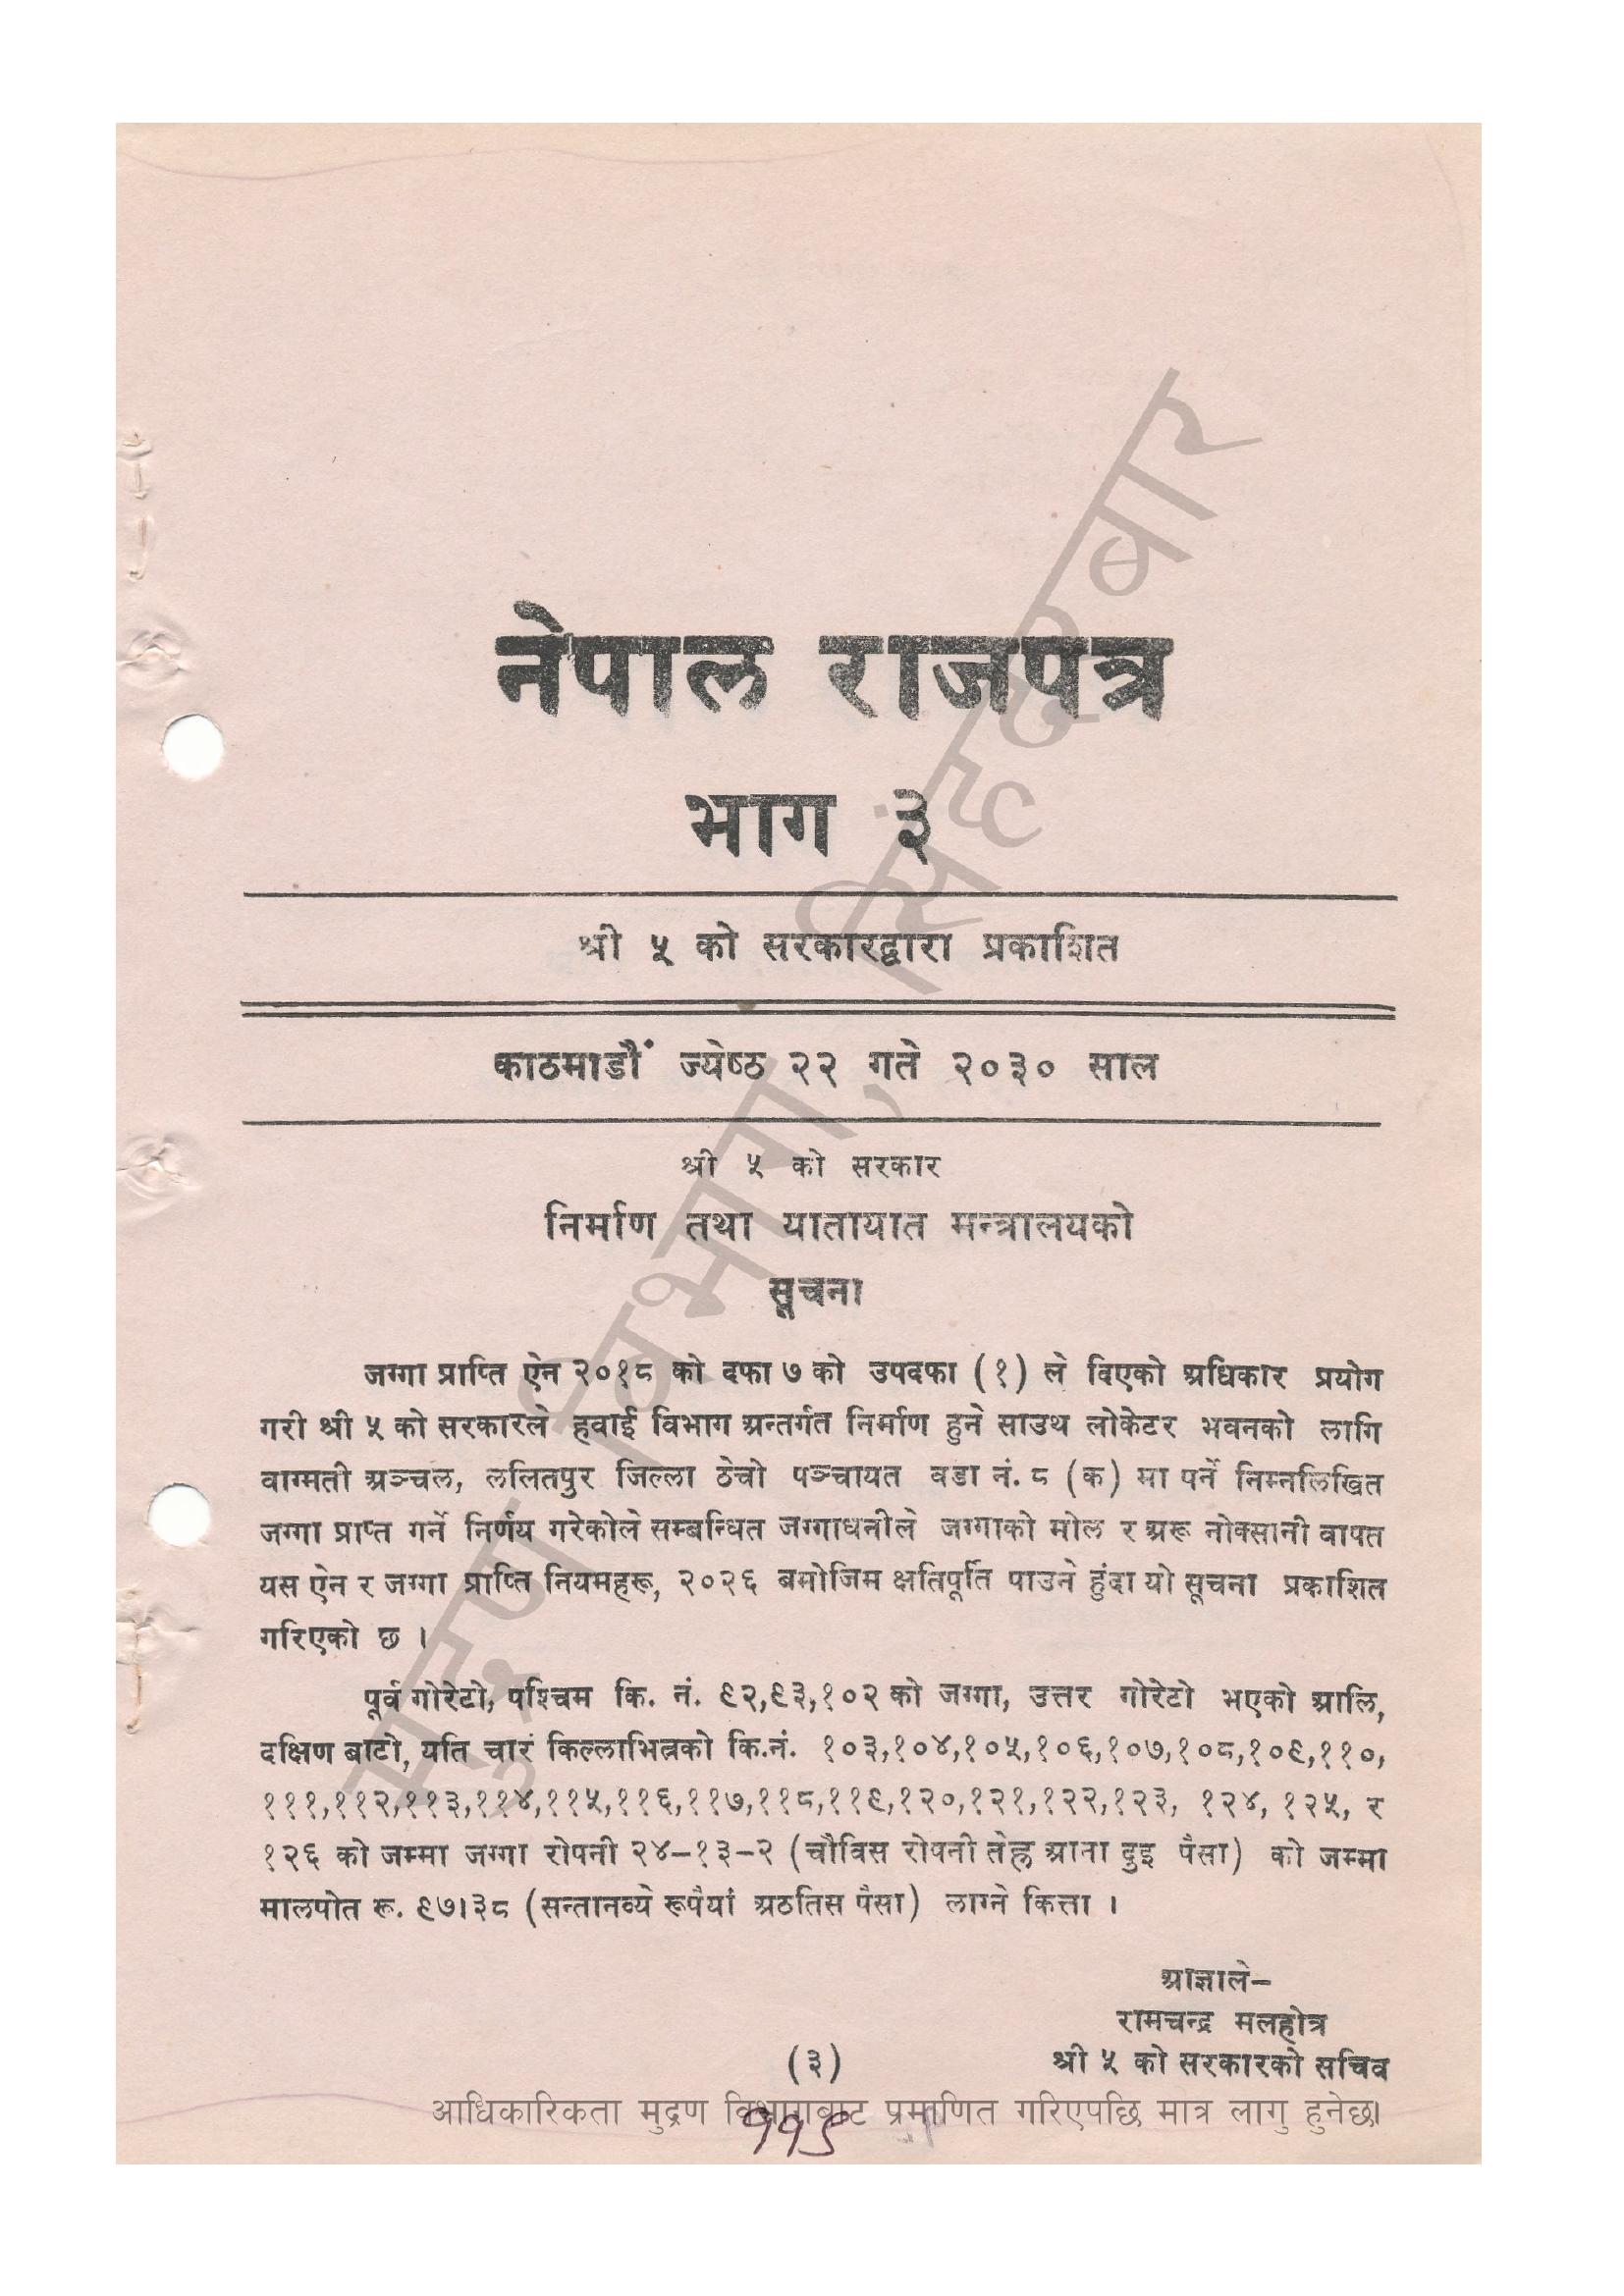 नेपाल राजपत्र
भाग ३
श्री ५ को सरकारद्वारा प्रकाशित
काठमाडौं ज्येष्ठ २२ गते २०३० साल
श्री ५ को सरकार
निर्माण तथा यातायात मन्त्रालयको
सूचना
जग्गा प्राप्ति ऐन २०१८ को दफा ७ को उपदफा (१) ले दिएको अधिकार प्रयोग
गरी श्री ५ को सरकारले हवाई विभाग अन्तर्गत निर्माण हुने साउथ लोकेटर भवनको लागि
वाग्मती अञ्चल, ललितपुर जिल्ला ठेचो पञ्चायत वडा नं. ८ (क) मा पर्ने निम्नलिखित
जग्गा प्राप्त गर्ने निर्णय गरेकोले सम्बन्धित जग्गाधनीले जग्गाको मोल र अरू नोक्सानी वापत
यस ऐन र जग्गा प्राप्ति नियमहरू, २०२६ बमोजिम क्षतिपूर्ति पाउने हुंदा यो सूचना प्रकाशित
गरिएको छ ।
पूर्व गोरेटो, पश्चिम कि. नं. ९२,९३,१०२ को जग्गा, उत्तर गोरेटो भएको आलि,
दक्षिण बाटो, यति चार किल्लाभित्रको कि.नं. १०३,१०४,१०५,१०६,१०७,१०८,१०९,११०,
१११,११२,११३,११४,११५,११६,११७,११८,११९,१२०,१२१,१२२,१२३, १२४, १२५, र
१२६ को जम्मा जग्गा रोपनी २४-१३-२ (चौविस रोपनी तेह्र आना दुइ पैसा) को जम्मा
मालपोत रू. ९७।३८ (सन्तानव्ये रूपैयां अठतिस पैसा) लाग्ने कित्ता ।
आज्ञाले-
रामचन्द्र मलहोत्र
श्री ५ को सरकारको सचिव
(३)
आधिकारिकता मुद्रण विभागबाट प्रमाणित गरिएपछि मात्र लागु हुनेछ।
११९
मुद्रण विभाग, सिंहदरबार